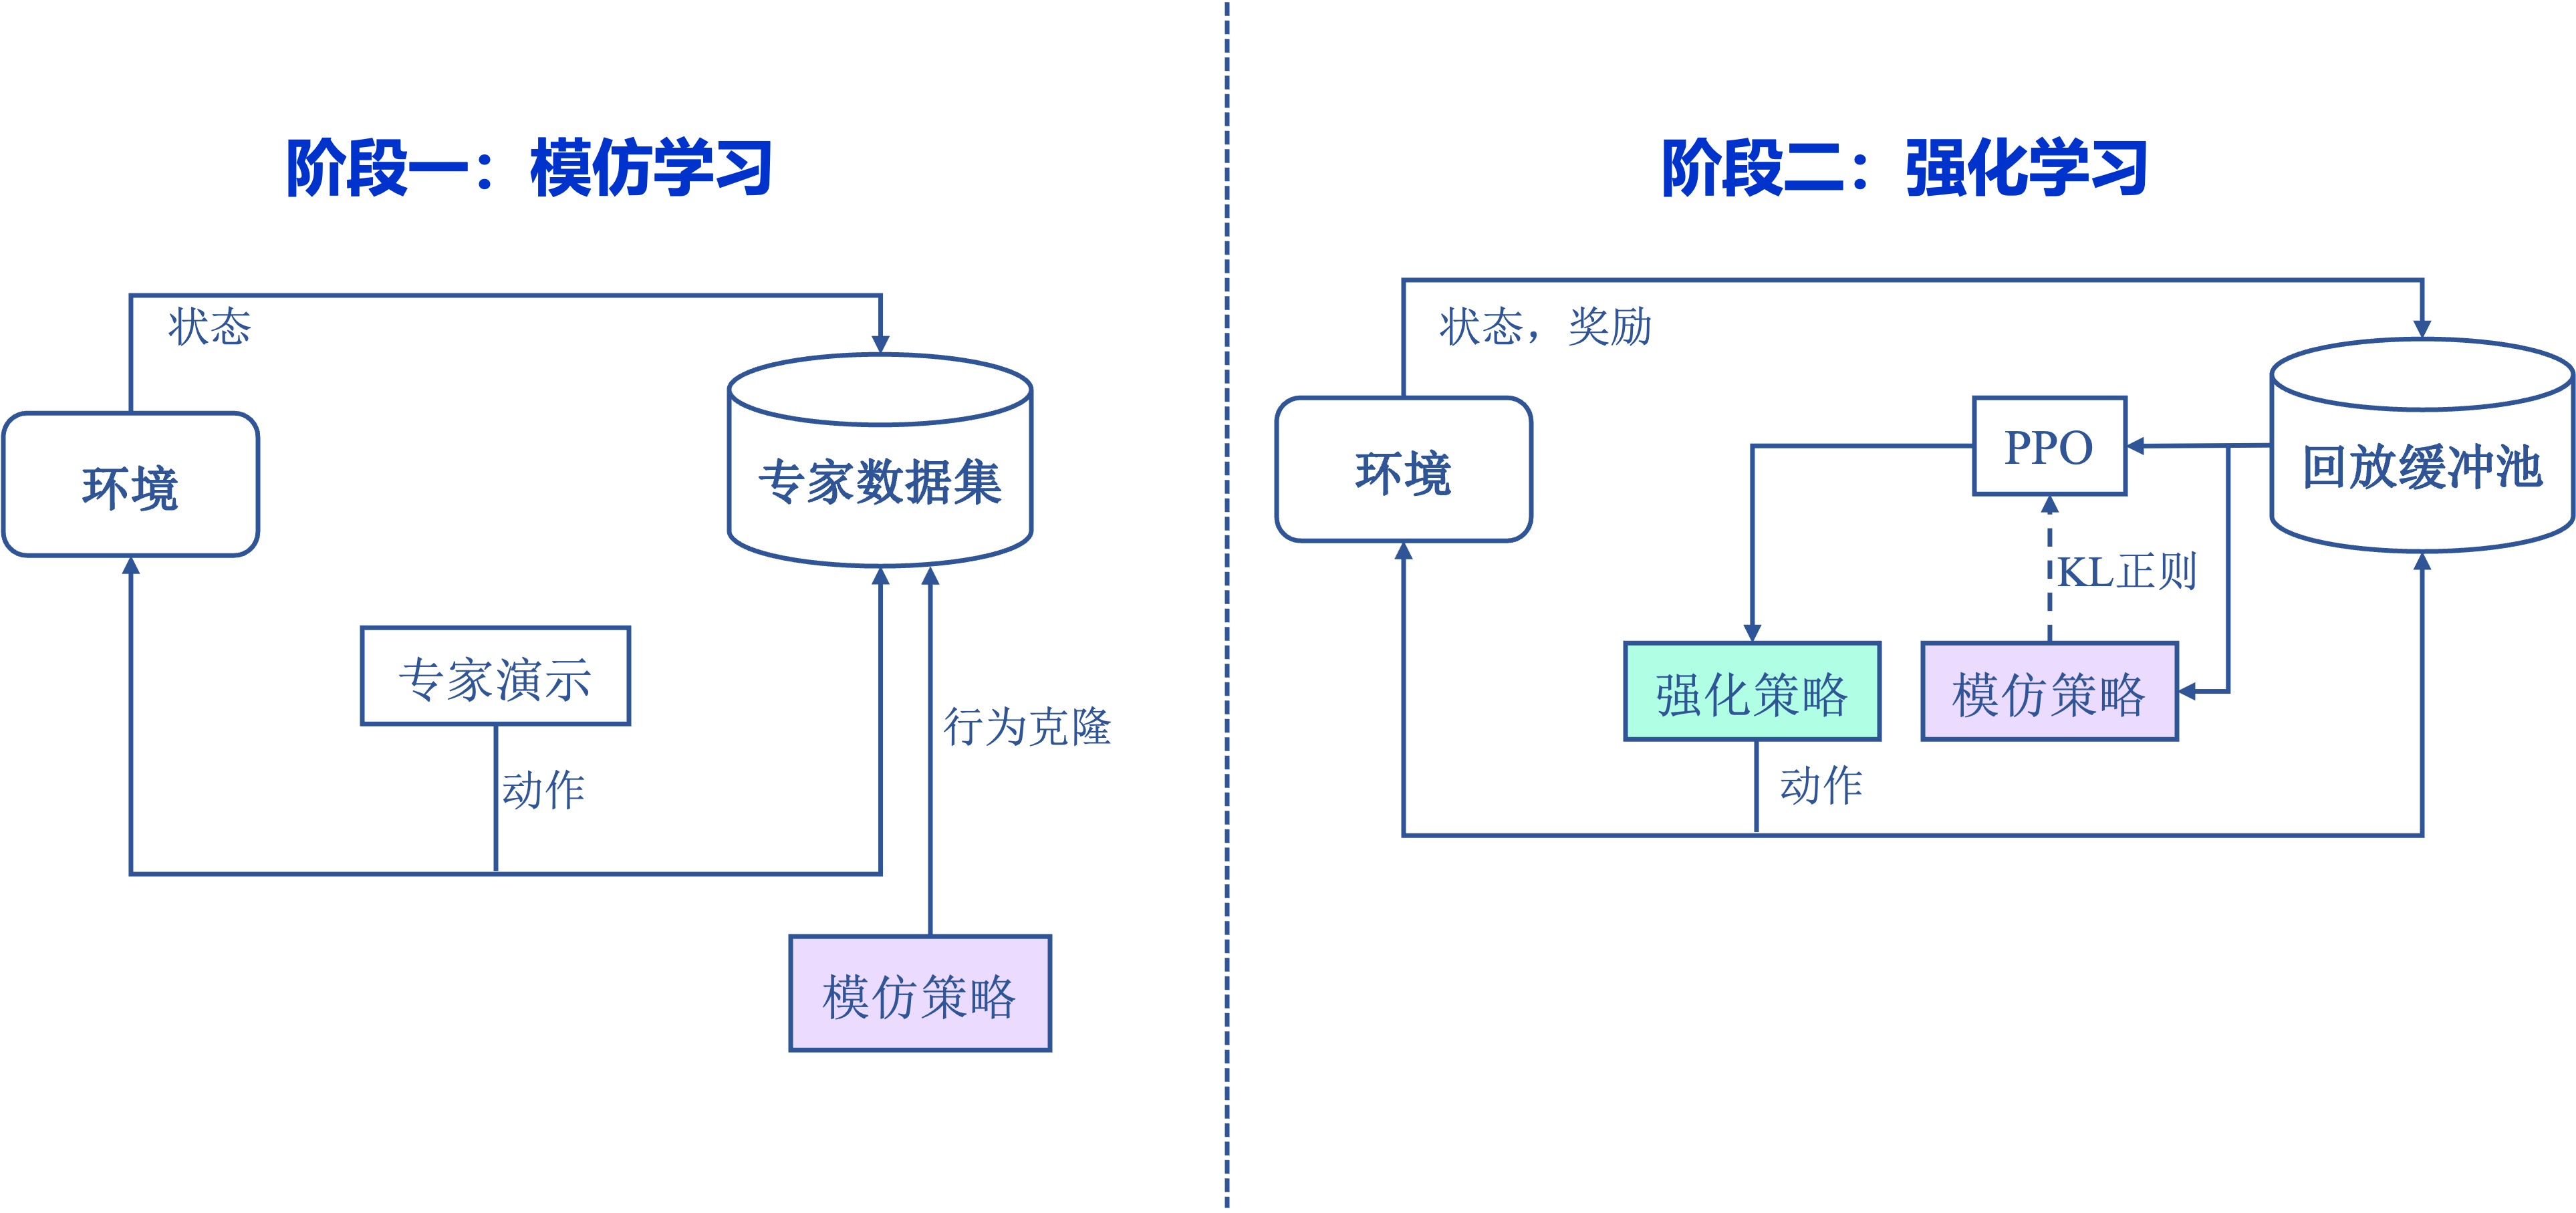 阶段一：模仿学习
状态
环境
专家数据集
专家演示
行为克隆
动作
模仿策略
阶段二：强化学习
状态，奖励
环境
PPO
回放缓冲池
KL正则
强化策略
模仿策略
动作